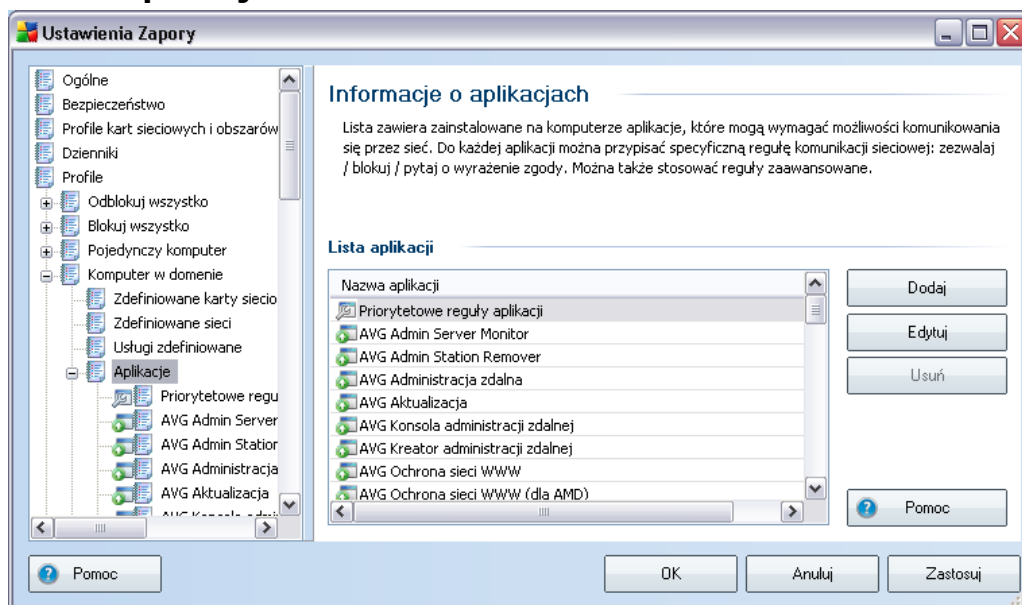 Ustawienia Zapory
Ogólne
Bezpieczeństwo
Profile kart sieciowych i obszarów
Dzienniki
Profile
Odblokuj wszystko
Blokuj wszystko
Pojedynczy komputer
Komputer w domenie
Zdefiniowane karty siecio
Zdefiniowane sieci
Usługi zdefiniowane
Aplikacje
Priorytetowe regu
AVG Admin Server
AVG Admin Station
AVG Administracja
AVG Aktualizacja
Informacje o aplikacjach
Lista zawiera zainstalowane na komputerze aplikacje, które mogą wymagać możliwości komunikowania
się przez sieć. Do każdej aplikacji można przypisać specyficzną regułę komunikacji sieciowej: zezwalaj
/ blokuj / pytaj o wyrażenie zgody. Można także stosować reguły zaawansowane.
Lista aplikacji
Nazwa aplikacji
Priorytetowe reguły aplikacji
AVG Admin Server Monitor
AVG Admin Station Remover
AVG Administracja zdalna
AVG Aktualizacja
AVG Konsola administracji zdalnej
AVG Kreator administracji zdalnej
AVG Ochrona sieci WWW
AVG Ochrona sieci WWW (dla AMD)
Dodaj
Edytuj
Usuń
Pomoc
Pomoc
OK
Anuluj
Zastosuj